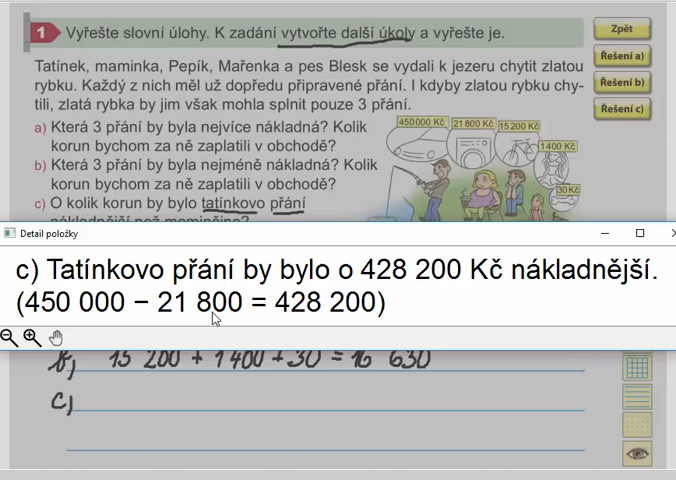 1 Vyřešte slovní úlohy. K zadání vytvořte další úkoly a vyřešte je.
Zpět
Řešení a)
Řešení b)
Řešení c)
Tatínek, maminka, Pepík, Mařenka a pes Blesk se vydali k jezeru chytit zlatou
rybku. Každý z nich měl už dopředu připravené přání. I kdyby zlatou rybku chy-
tili, zlatá rybka by jim však mohla splnit pouze 3 přání.
a) Která 3 přání by byla nejvíce nákladná? Kolik
korun bychom za ně zaplatili v obchodě?
b) Která 3 přání by byla nejméně nákladná? Kolik
korun bychom za ně zaplatili v obchodě?
c) O kolik korun by bylo tatínkovo přání
nákladnější než maminčino?
450 000 Kč
21 800 Kč
15 200 Kč
1 400 Kč
30 Kč
Detail položky
c) Tatínkovo přání by bylo o 428 200 Kč nákladnější.
(450 000 − 21 800 = 428 200)
b) 15 200 + 1 400 + 30 = 16 630
c)